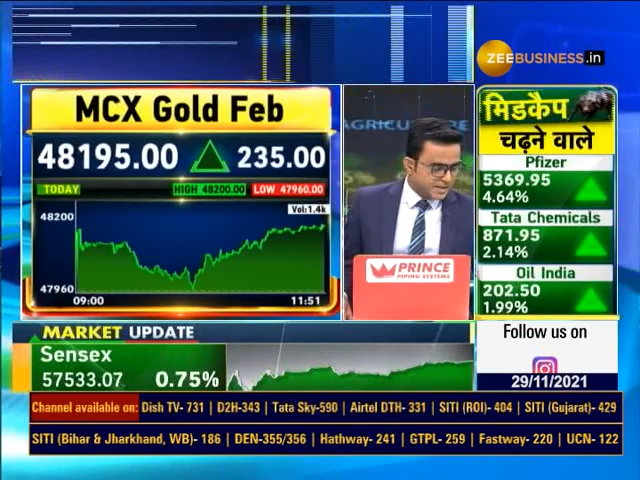 ZEEBUSINESS.in
MCX Gold Feb
48195.00 235.00
TODAY HIGH 48200.00 LOW 47960.00
Vol:1.4k
48200
47960
09:00 11:51
AGRICULTURE
PRINCE
PIPING SYSTEMS
मिडकैप
चढ़ने वाले
Pfizer
5369.95
4.64%
Tata Chemicals
871.95
2.14%
Oil India
202.50
1.99%
MARKET UPDATE
Sensex
57533.07 0.75%
Follow us on
29/11/2021
Channel available on: Dish TV- 731 | D2H-343 | Tata Sky-590 | Airtel DTH- 331 | SITI (ROI)- 404 | SITI (Gujarat)- 429
SITI (Bihar & Jharkhand, WB)- 186 | DEN-355/356 | Hathway- 241 | GTPL- 259 | Fastway- 220 | UCN- 122